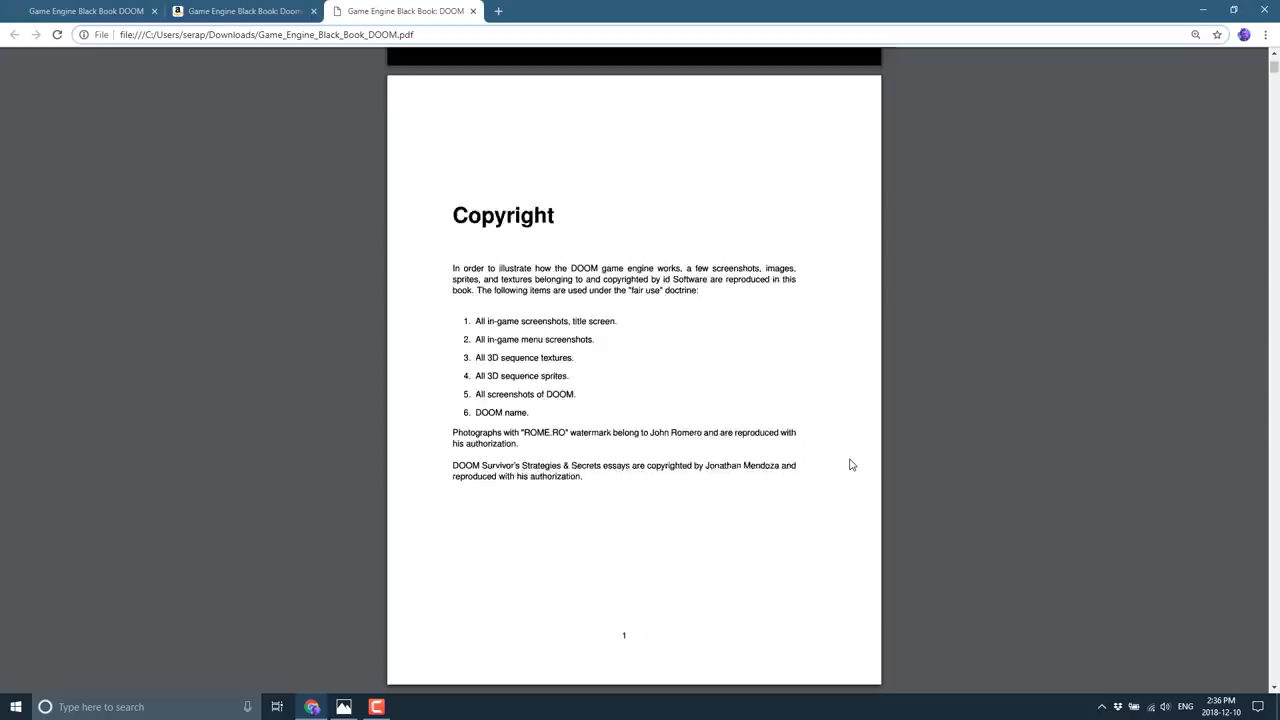 Game Engine Black Book: DOOM
Game Engine Black Book: Doom:
Game Engine Black Book: DOOM
File
file:///C:/Users/serap/Downloads/Game_Engine_Black_Book_DOOM.pdf
Copyright
In order to illustrate how the DOOM game engine works, a few screenshots, images,
sprites, and textures belonging to and copyrighted by id Software are reproduced in this
book. The following items are used under the "fair use" doctrine:
1. All in-game screenshots, title screen.
2. All in-game menu screenshots.
3. All 3D sequence textures.
4. All 3D sequence sprites.
5. All screenshots of DOOM.
6. DOOM name.
Photographs with "ROME.RO" watermark belong to John Romero and are reproduced with
his authorization.
DOOM Survivor's Strategies & Secrets essays are copyrighted by Jonathan Mendoza and
reproduced with his authorization.
1
Type here to search
ENG
2:36 PM
2018-12-10